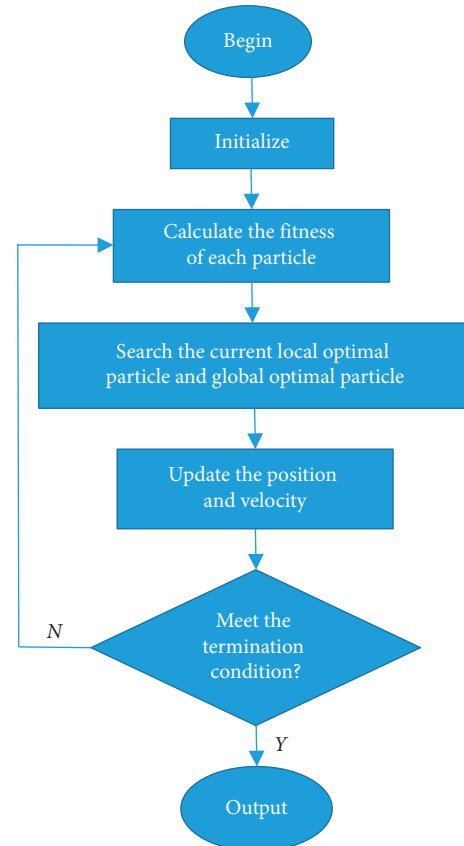 Begin
Initialize
Calculate the fitness
of each particle
Search the current local optimal
particle and global optimal particle
Update the position
and velocity
Meet the
termination
condition?
N
Y
Output